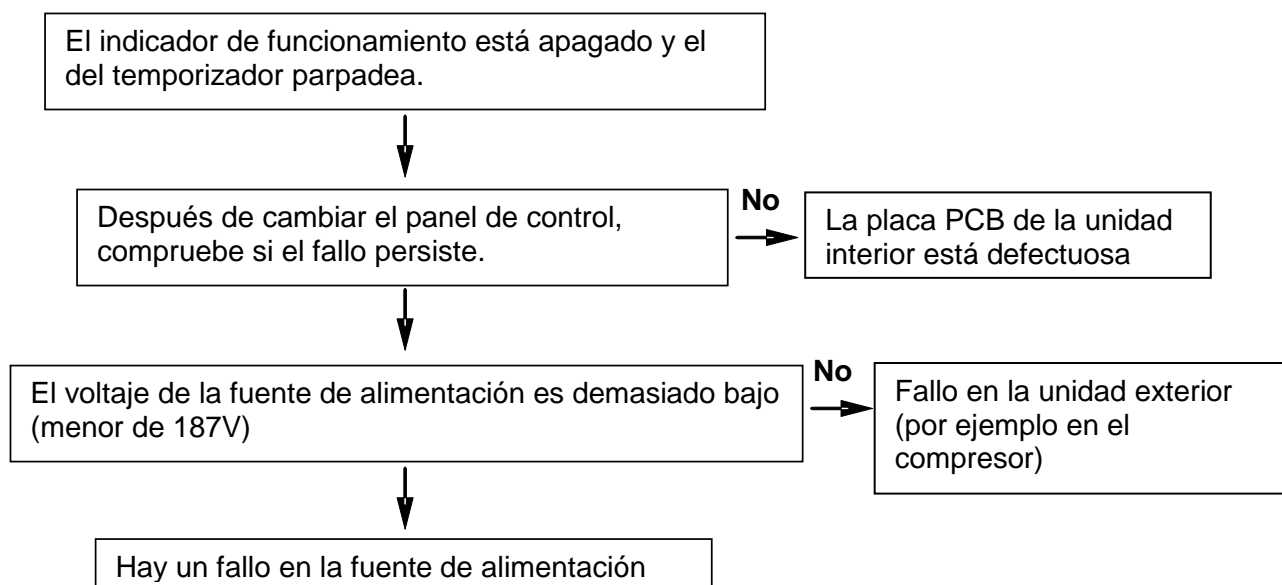 El indicador de funcionamiento está apagado y el
del temporizador parpadea.
Después de cambiar el panel de control,
compruebe si el fallo persiste.
No
La placa PCB de la unidad
interior está defectuosa
El voltaje de la fuente de alimentación es demasiado bajo
(menor de 187V)
No
Fallo en la unidad exterior
(por ejemplo en el
compresor)
Hay un fallo en la fuente de alimentación